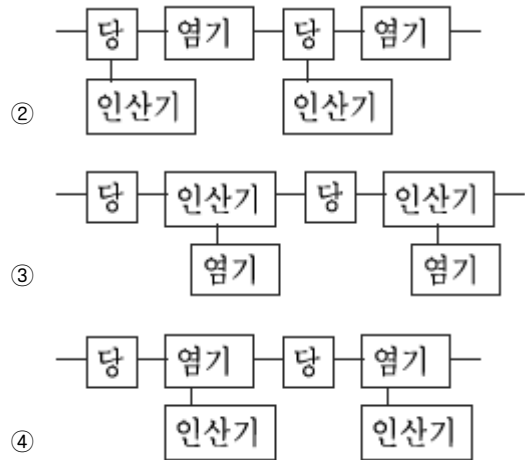 당 염기 당 염기
② 인산기 인산기
당 인산기 당 인산기
③ 염기 염기
당 염기 당 염기
④ 인산기 인산기